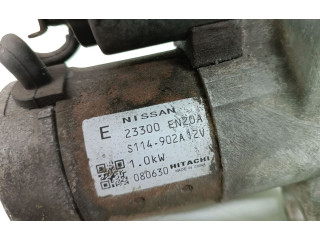 NISSAN
E 23300 EN20A
S114-902A 12V
1.0kW
080630 HITACHI